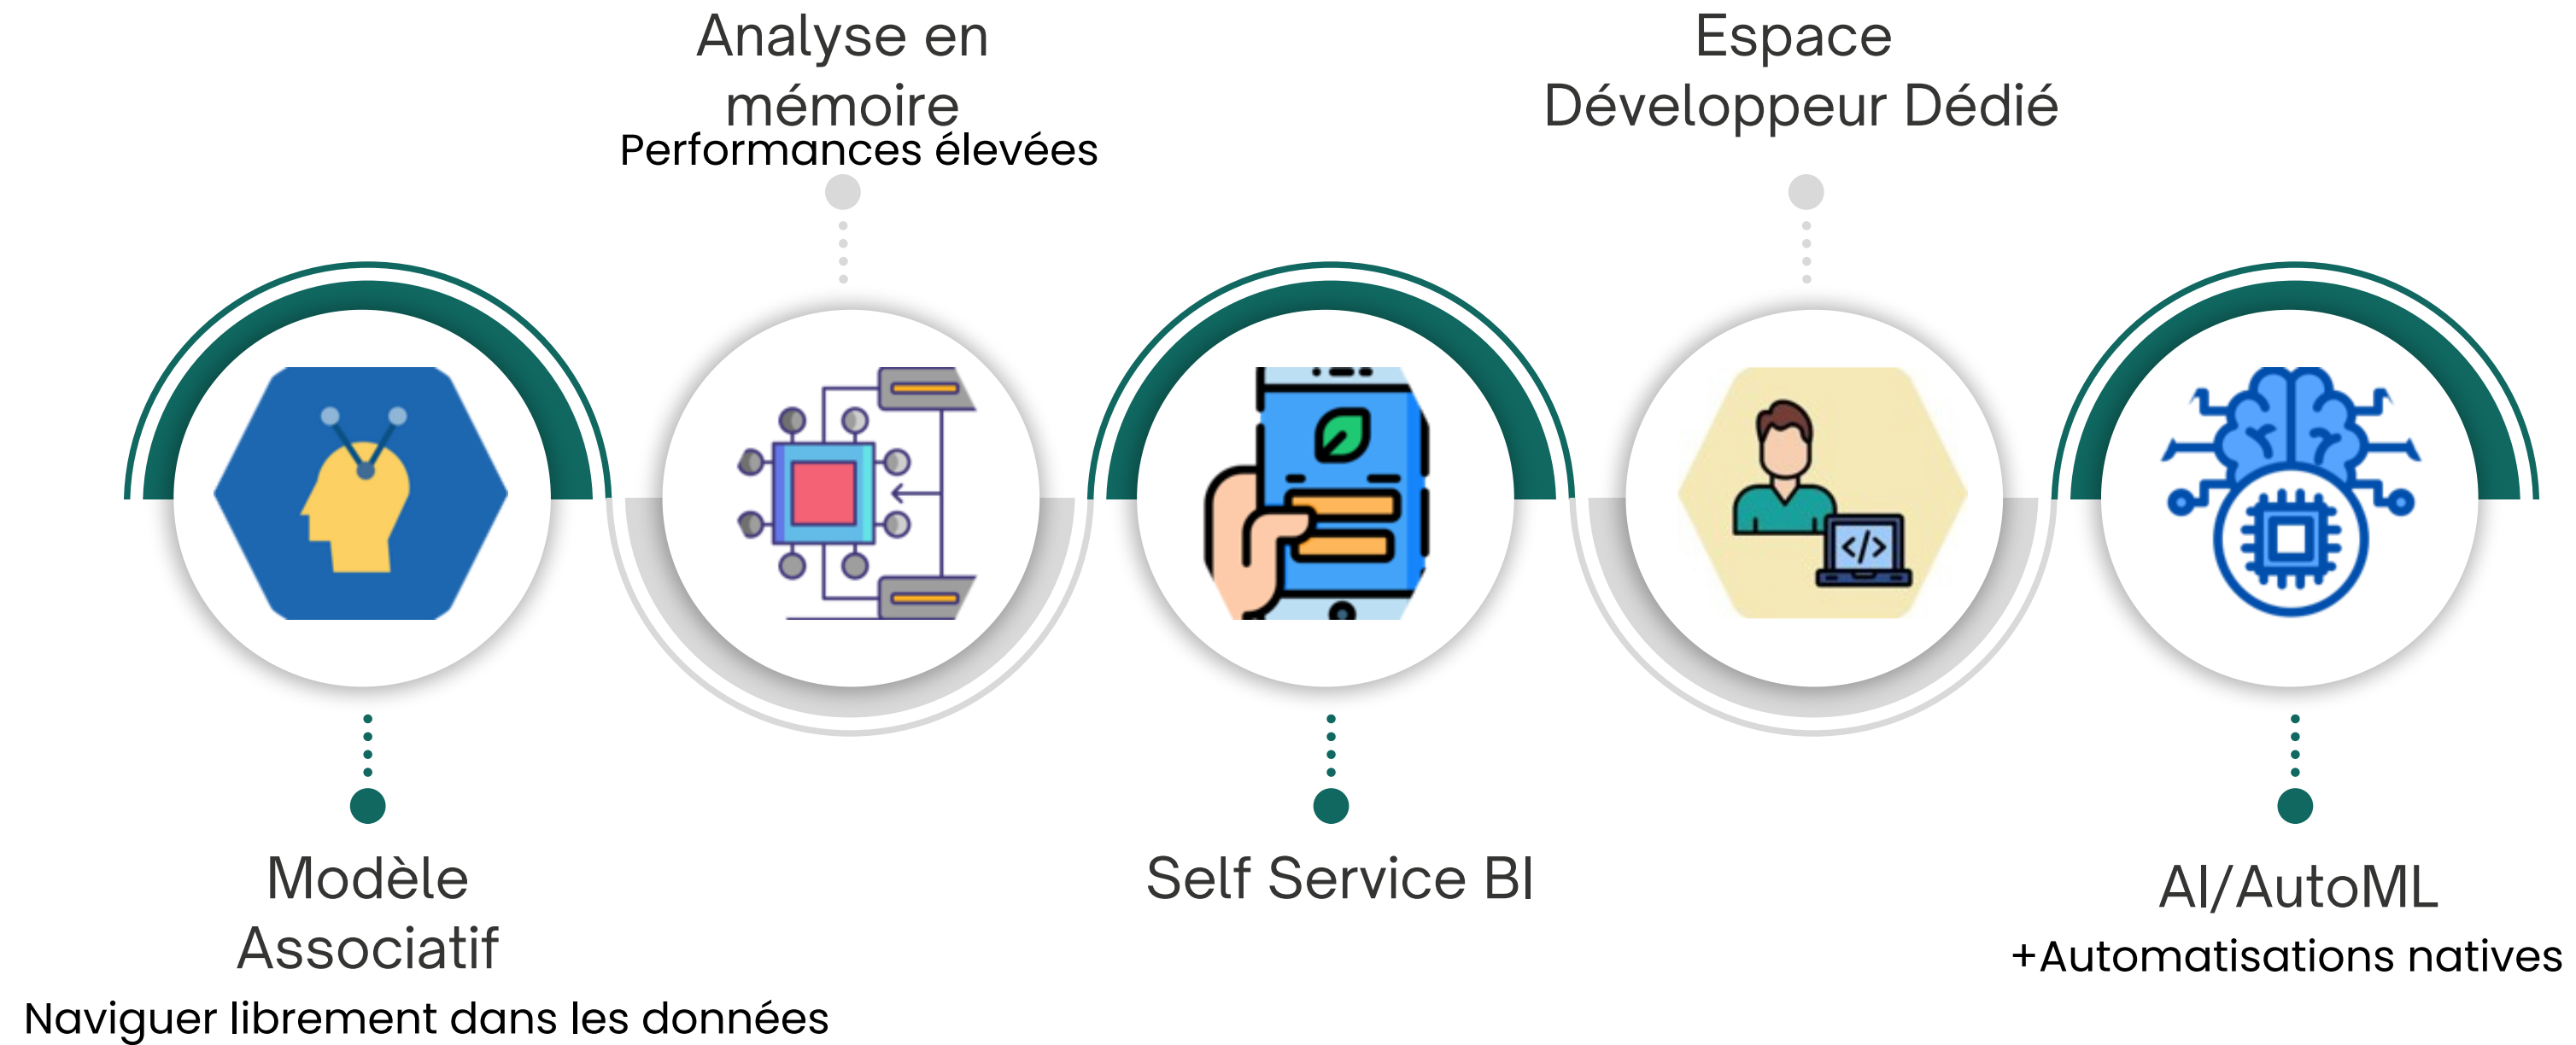 Analyse en
mémoire
Performances élevées
Espace
Développeur Dédié
</>
Modèle
Associatif
Naviguer librement dans les données
Self Service BI
AI/AutoML
+Automatisations natives